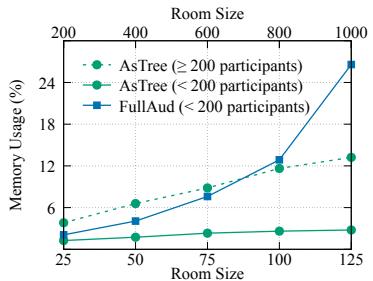 Room Size
200 400 600 800 1000
AsTree (≥ 200 participants)
AsTree (< 200 participants)
FullAud (< 200 participants)
Memory Usage (%)
24
18
12
6
25 50 75 100 125
Room Size